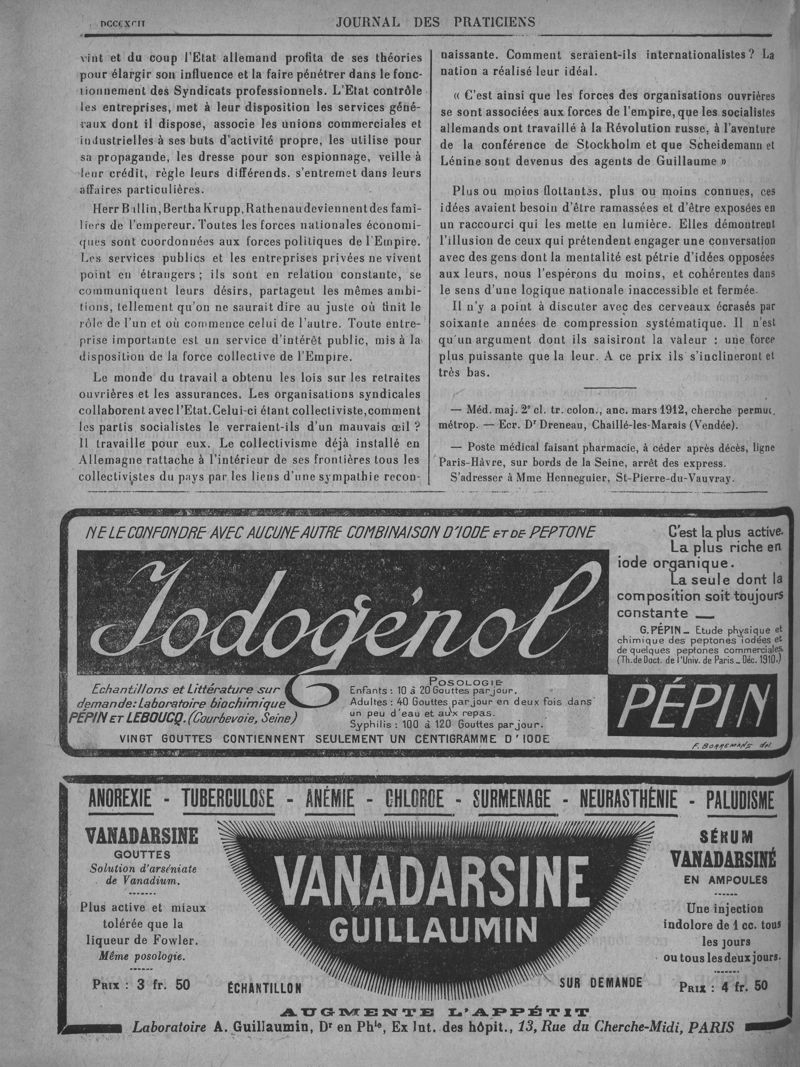 DCCCXCII
JOURNAL DES PRATICIENS
vint et du coup l'Etat allemand profita de ses théories
pour élargir son influence et la faire pénétrer dans le fonc-
tionnement des Syndicats professionnels. L'Etat contrôle
les entreprises, met à leur disposition les services géné-
raux dont il dispose, associe les unions commerciales et
industrielles à ses buts d'activité propre, les utilise pour
sa propagande, les dresse pour son espionnage, veille à
leur crédit, règle leurs différends. s'entremet dans leurs
affaires particulières.
Herr Ballin, Bertha Krupp, Rathenau deviennent des fami-
liers de l'empereur. Toutes les forces nationales économi-
ques sont coordonnées aux forces politiques de l'Empire.
Les services publics et les entreprises privées ne vivent
point en étrangers ; ils sont en relation constante, se
communiquent leurs désirs, partagent les mêmes ambi-
tions, tellement qu'on ne saurait dire au juste où finit le
rôle de l'un et où commence celui de l'autre. Toute entre-
prise importante est un service d'intérêt public, mis à la
disposition de la force collective de l'Empire.
Le monde du travail a obtenu les lois sur les retraites
ouvrières et les assurances. Les organisations syndicales
collaborent avec l'Etat. Celui-ci étant collectiviste, comment
les partis socialistes le verraient-ils d'un mauvais œil ?
Il travaille pour eux. Le collectivisme déjà installé en
Allemagne rattache à l'intérieur de ses frontières tous les
collectivistes du pays par les liens d'une sympathie recon-
naissante. Comment seraient-ils internationalistes ? La
nation a réalisé leur idéal.
« C'est ainsi que les forces des organisations ouvrières
se sont associées aux forces de l'empire, que les socialistes
allemands ont travaillé à la Révolution russe, à l'aventure
de la conférence de Stockholm et que Scheidemann et
Lénine sont devenus des agents de Guillaume »
Plus ou moins flottantes, plus ou moins connues, ces
idées avaient besoin d'être ramassées et d'être exposées en
un raccourci qui les mette en lumière. Elles démontrent
l'illusion de ceux qui prétendent engager une conversation
avec des gens dont la mentalité est pétrie d'idées opposées
aux leurs, nous l'espérons du moins, et cohérentes dans
le sens d'une logique nationale inaccessible et fermée.
Il n'y a point à discuter avec des cerveaux écrasés par
soixante années de compression systématique. Il n'est
qu'un argument dont ils saisiront la valeur : une force
plus puissante que la leur. A ce prix ils s'inclineront et
très bas.
— Méd. maj. 2e cl. tr. colon., anc. mars 1912, cherche permut.
métrop. — Ecr. Dr Dreneau, Chaillé-les-Marais (Vendée).
— Poste médical faisant pharmacie, à céder après décès, ligne
Paris-Hâvre, sur bords de la Seine, arrêt des express.
S'adresser à Mme Henneguier, St-Pierre-du-Vauvray.
NE LE CONFONDRE AVEC AUCUNE AUTRE COMBINAISON D'IODE ET DE PEPTONE
Iodogénol
C'est la plus active.
La plus riche en
iode organique.
La seule dont la
composition soit toujours
constante —
G. PÉPIN — Etude physique et
chimique des peptones iodées et
de quelques peptones commerciales
(Th. de Doct. de l'Univ. de Paris — Déc. 1910.)
PÉPIN
Echantillons et Littérature sur
demande: Laboratoire biochimique
PÉPIN ET LEBOUCQ. (Courbevoie, Seine)
POSOLOGIE
Enfants : 10 à 20 Gouttes par jour.
Adultes : 40 Gouttes par jour en deux fois dans
un peu d'eau et aux repas.
Syphilis : 100 à 120 Gouttes par jour.
VINGT GOUTTES CONTIENNENT SEULEMENT UN CENTIGRAMME D'IODE
F. BORREMANS del
ANOREXIE - TUBERCULOSE - ANÉMIE - CHLOROE - SURMENAGE - NEURASTHÉNIE - PALUDISME
VANADARSINE
GOUTTES
Solution d'arséniate
de Vanadium.
Plus active et mieux
tolérée que la
liqueur de Fowler.
Même posologie.
PRIX : 3 fr. 50
VANADARSINE
GUILLAUMIN
ÉCHANTILLON
SUR DEMANDE
SÉRUM
VANADARSINÉ
EN AMPOULES
Une injection
indolore de 1 cc. tous
les jours
ou tous les deux jours.
PRIX : 4 fr. 50
AUGMENTE L'APPÉTIT
Laboratoire A. Guillaumin, Dr en Phie, Ex Int. des hôpit., 13, Rue du Cherche-Midi, PARIS